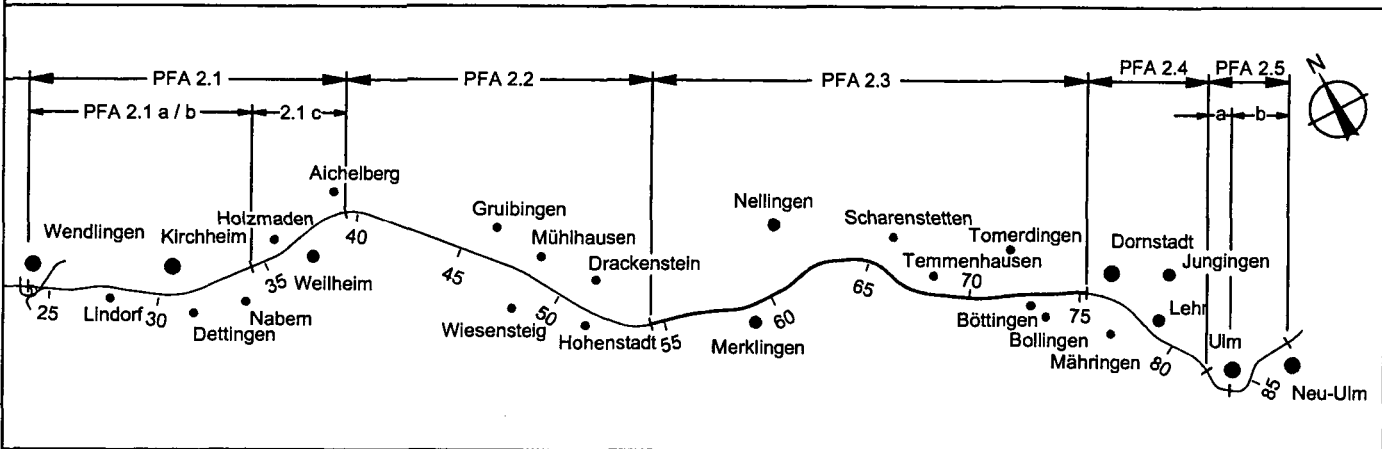 PFA 2.1
PFA 2.2
PFA 2.3
PFA 2.4
PFA 2.5
N
PFA 2.1 a / b
2.1 c
a
b
Aichelberg
Wendlingen
Kirchheim
Holzmaden
Weilheim
Lindorf
Dettingen
Nabern
Gruibingen
Mühlhausen
Drackenstein
Wiesensteig
Hohenstadt
Nellingen
Merklingen
Scharenstetten
Temmenhausen
Tomerdingen
Böttingen
Bollingen
Mähringen
Dornstadt
Jungingen
Lehr
Ulm
Neu-Ulm
25
30
35
40
45
50
55
60
65
70
75
80
85